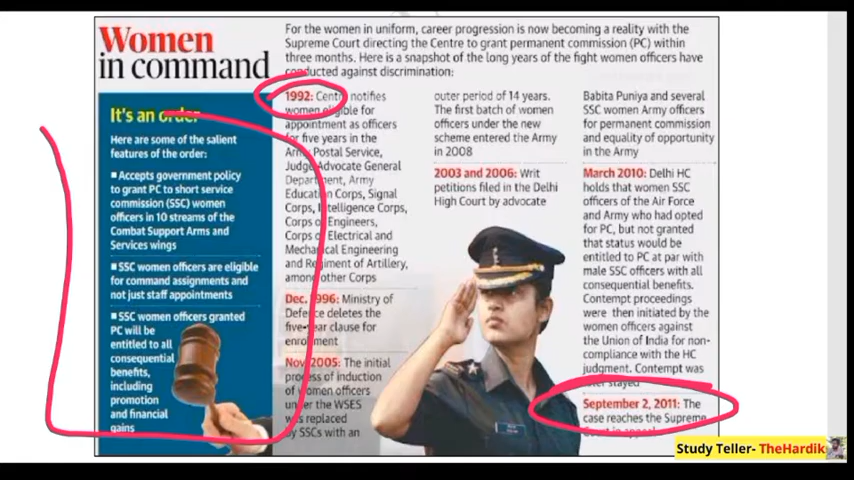 Women
in command
For the women in uniform, career progression is now becoming a reality with the
Supreme Court directing the Centre to grant permanent commission (PC) within
three months. Here is a snapshot of the long years of the fight women officers have
conducted against discrimination:
It's an order
Here are some of the salient
features of the order:
■ Accepts government policy
to grant PC to short service
commission (SSC) women
officers in 10 streams of the
Combat Support Arms and
Services wings
■ SSC women officers are eligible
for command assignments and
not just staff appointments
■ SSC women officers granted
PC will be
entitled to all
consequential
benefits,
including
promotion
and financial
gains
1992: Centre notifies
women eligible for
appointment as officers
for five years in the
Army Postal Service,
Judge Advocate General
Department, Army
Education Corps, Signal
Corps, Intelligence Corps,
Corps of Engineers,
Corps of Electrical and
Mechanical Engineering
and Regiment of Artillery,
among other Corps
Dec. 1996: Ministry of
Defence deletes the
five-year clause for
enrolment
Nov 2005: The initial
process of induction
of women officers
under the WSES
was replaced
by SSCs with an
outer period of 14 years.
The first batch of women
officers under the new
scheme entered the Army
in 2008
2003 and 2006: Writ
petitions filed in the Delhi
High Court by advocate
Babita Puniya and several
SSC women Army officers
for permanent commission
and equality of opportunity
in the Army
March 2010: Delhi HC
holds that women SSC
officers of the Air Force
and Army who had opted
for PC, but not granted
that status would be
entitled to PC at par with
male SSC officers with all
consequential benefits.
Contempt proceedings
were then initiated by the
women officers against
the Union of India for non-
compliance with the HC
judgment. Contempt was
later stayed
September 2, 2011: The
case reaches the Supreme
Court in appeal
Study Teller- TheHardik